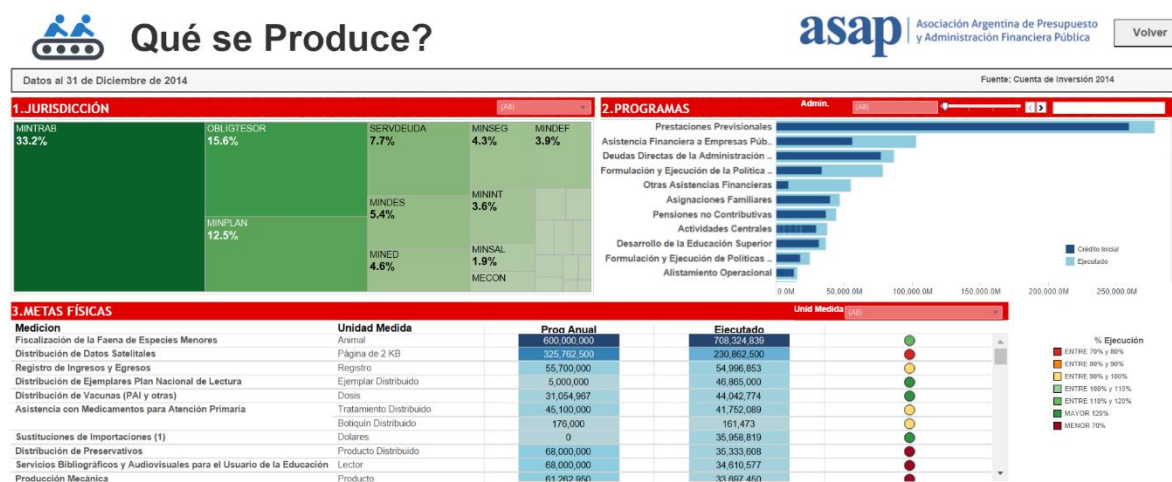 Qué se Produce?
asap
Asociación Argentina de Presupuesto
y Administración Financiera Pública
Volver
Datos al 31 de Diciembre de 2014
Fuente: Cuenta de Inversión 2014
1..JURISDICCIÓN
(All)
MINTRAB
33.2%
OBLIGTESOR
15.6%
MINPLAN
12.5%
SERVDEUDA
7.7%
MINDES
5.4%
MINED
4.6%
MINSEG
4.3%
MININT
3.6%
MINSAL
1.9%
MECON
MINDEF
3.9%
2.PROGRAMAS
Admin.
(All)
Prestaciones Previsionales
Asistencia Financiera a Empresas Púb..
Deudas Directas de la Administración ..
Formulación y Ejecución de la Política ..
Otras Asistencias Financieras
Asignaciones Familiares
Pensiones no Contributivas
Actividades Centrales
Desarrollo de la Educación Superior
Formulación y Ejecución de Políticas ..
Alistamiento Operacional
Crédito Inicial
Ejecutado
0.0M 50,000.0M 100,000.0M 150,000.0M 200,000.0M 250,000.0M
3.METAS FÍSICAS
Unid Medida (All)
Medicion Unidad Medida Prog Anual Ejecutado
Fiscalización de la Faena de Especies Menores Animal 600,000,000 708,324,839
Distribución de Datos Satelitales Página de 2 KB 325,762,500 230,862,500
Registro de Ingresos y Egresos Registro 55,700,000 54,996,853
Distribución de Ejemplares Plan Nacional de Lectura Ejemplar Distribuido 5,000,000 46,865,000
Distribución de Vacunas (PAI y otras) Dosis 31,054,967 44,042,774
Asistencia con Medicamentos para Atención Primaria Tratamiento Distribuido 45,100,000 41,752,089
Botiquín Distribuido 176,000 161,473
Sustituciones de Importaciones (1) Dolares 0 35,958,819
Distribución de Preservativos Producto Distribuido 68,000,000 35,333,608
Servicios Bibliográficos y Audiovisuales para el Usuario de la Educación Lector 68,000,000 34,610,577
Producción Mecánica Producto 61,262,950 33,697,450
% Ejecución
ENTRE 70% y 80%
ENTRE 80% y 90%
ENTRE 90% y 100%
ENTRE 100% y 110%
ENTRE 110% y 120%
MAYOR 120%
MENOR 70%